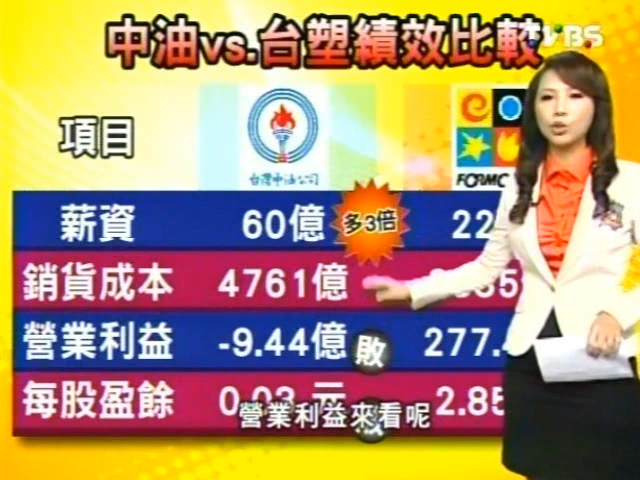 中油vs.台塑績效比較
TVBS
項目
台灣中油公司
FORMO
薪資 60億 多3倍 22
銷貨成本 4761億
營業利益 -9.44億 敗 277.4
每股盈餘 0.03 元 2.85
營業利益來看呢